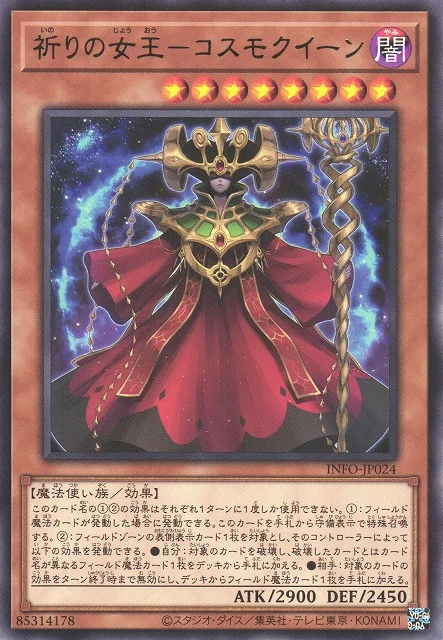 祈りの女王－コスモクイーン
闇
INFO-JP024
【魔法使い族／効果】
このカード名の①②の効果はそれぞれ１ターンに１度しか使用できない。①：フィールド
魔法カードが発動した場合に発動できる。このカードを手札から守備表示で特殊召喚
する。②：フィールドゾーンの表側表示カード１枚を対象とし、そのコントローラーによって
以下の効果を発動できる。●自分：対象のカードを破壊し、破壊したカードとはカード
名が異なるフィールド魔法カード１枚をデッキから手札に加える。●相手：対象のカード
の効果をターン終了時まで無効にし、デッキからフィールド魔法カード１枚を手札に加える。
ATK/2900 DEF/2450
85314178
©スタジオ・ダイス／集英社・テレビ東京・KONAMI